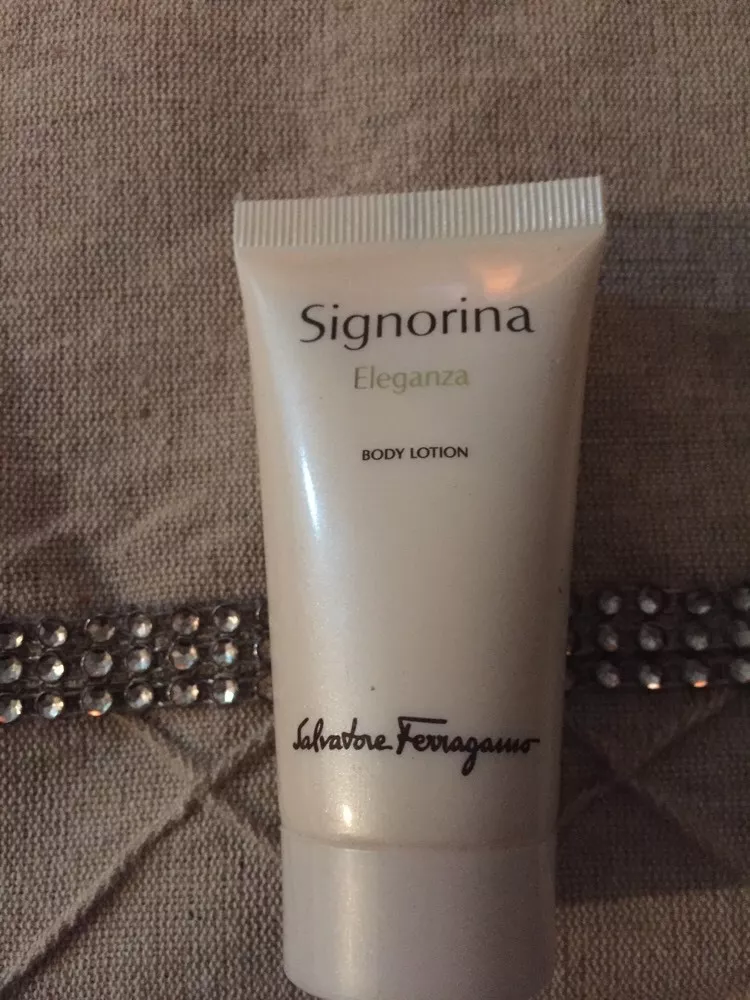 Signorina
Eleganza
BODY LOTION
Salvatore Ferragamo